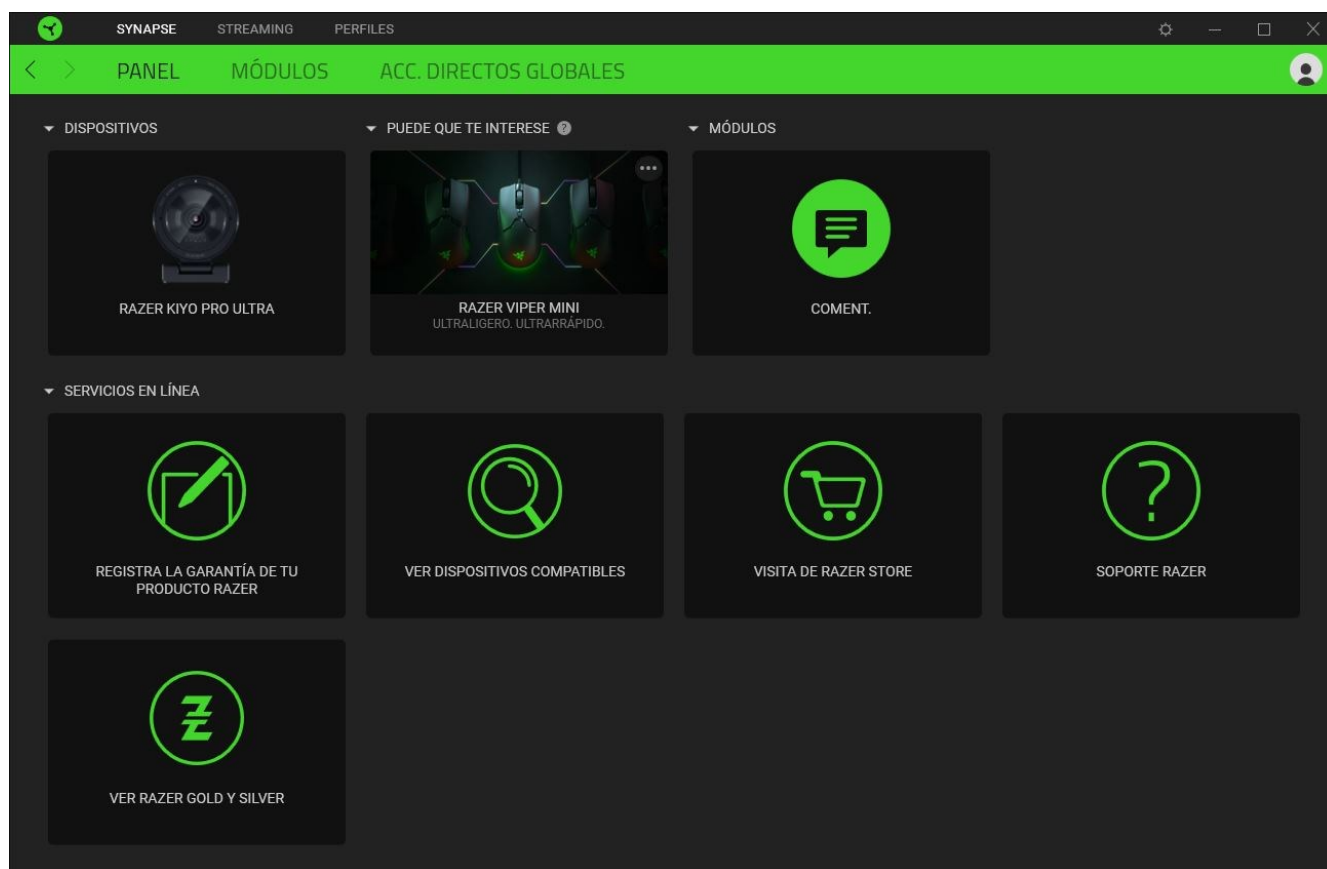 SYNAPSE STREAMING PERFILES
PANEL MÓDULOS ACC. DIRECTOS GLOBALES
DISPOSITIVOS
RAZER KIYO PRO ULTRA
PUEDE QUE TE INTERESE ?
RAZER VIPER MINI
ULTRALIGERO. ULTRARRÁPIDO.
MÓDULOS
COMENT.
SERVICIOS EN LÍNEA
REGISTRA LA GARANTÍA DE TU
PRODUCTO RAZER
VER DISPOSITIVOS COMPATIBLES
VISITA DE RAZER STORE
?
SOPORTE RAZER
VER RAZER GOLD Y SILVER